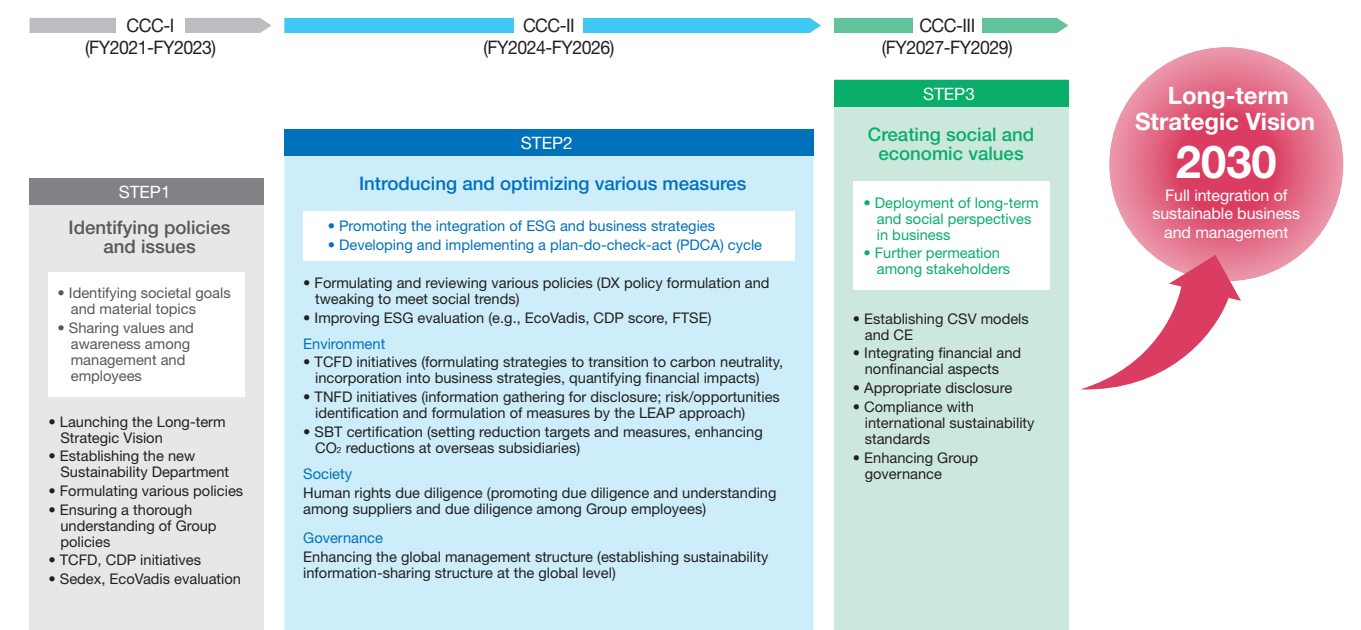 CCC-I
(FY2021-FY2023)
CCC-II
(FY2024-FY2026)
CCC-III
(FY2027-FY2029)
STEP1
Identifying policies
and issues
• Identifying societal goals
and material topics
• Sharing values and
awareness among
management and
employees
• Launching the Long-term
Strategic Vision
• Establishing the new
Sustainability Department
• Formulating various policies
• Ensuring a thorough
understanding of Group
policies
• TCFD, CDP initiatives
• Sedex, EcoVadis evaluation
STEP2
Introducing and optimizing various measures
• Promoting the integration of ESG and business strategies
• Developing and implementing a plan-do-check-act (PDCA) cycle
• Formulating and reviewing various policies (DX policy formulation and
tweaking to meet social trends)
• Improving ESG evaluation (e.g., EcoVadis, CDP score, FTSE)
Environment
• TCFD initiatives (formulating strategies to transition to carbon neutrality,
incorporation into business strategies, quantifying financial impacts)
• TNFD initiatives (information gathering for disclosure; risk/opportunities
identification and formulation of measures by the LEAP approach)
• SBT certification (setting reduction targets and measures, enhancing
CO₂ reductions at overseas subsidiaries)
Society
Human rights due diligence (promoting due diligence and understanding
among suppliers and due diligence among Group employees)
Governance
Enhancing the global management structure (establishing sustainability
information-sharing structure at the global level)
STEP3
Creating social and
economic values
• Deployment of long-term
and social perspectives
in business
• Further permeation
among stakeholders
• Establishing CSV models
and CE
• Integrating financial and
nonfinancial aspects
• Appropriate disclosure
• Compliance with
international sustainability
standards
• Enhancing Group
governance
Long-term
Strategic Vision
2030
Full integration of
sustainable business
and management